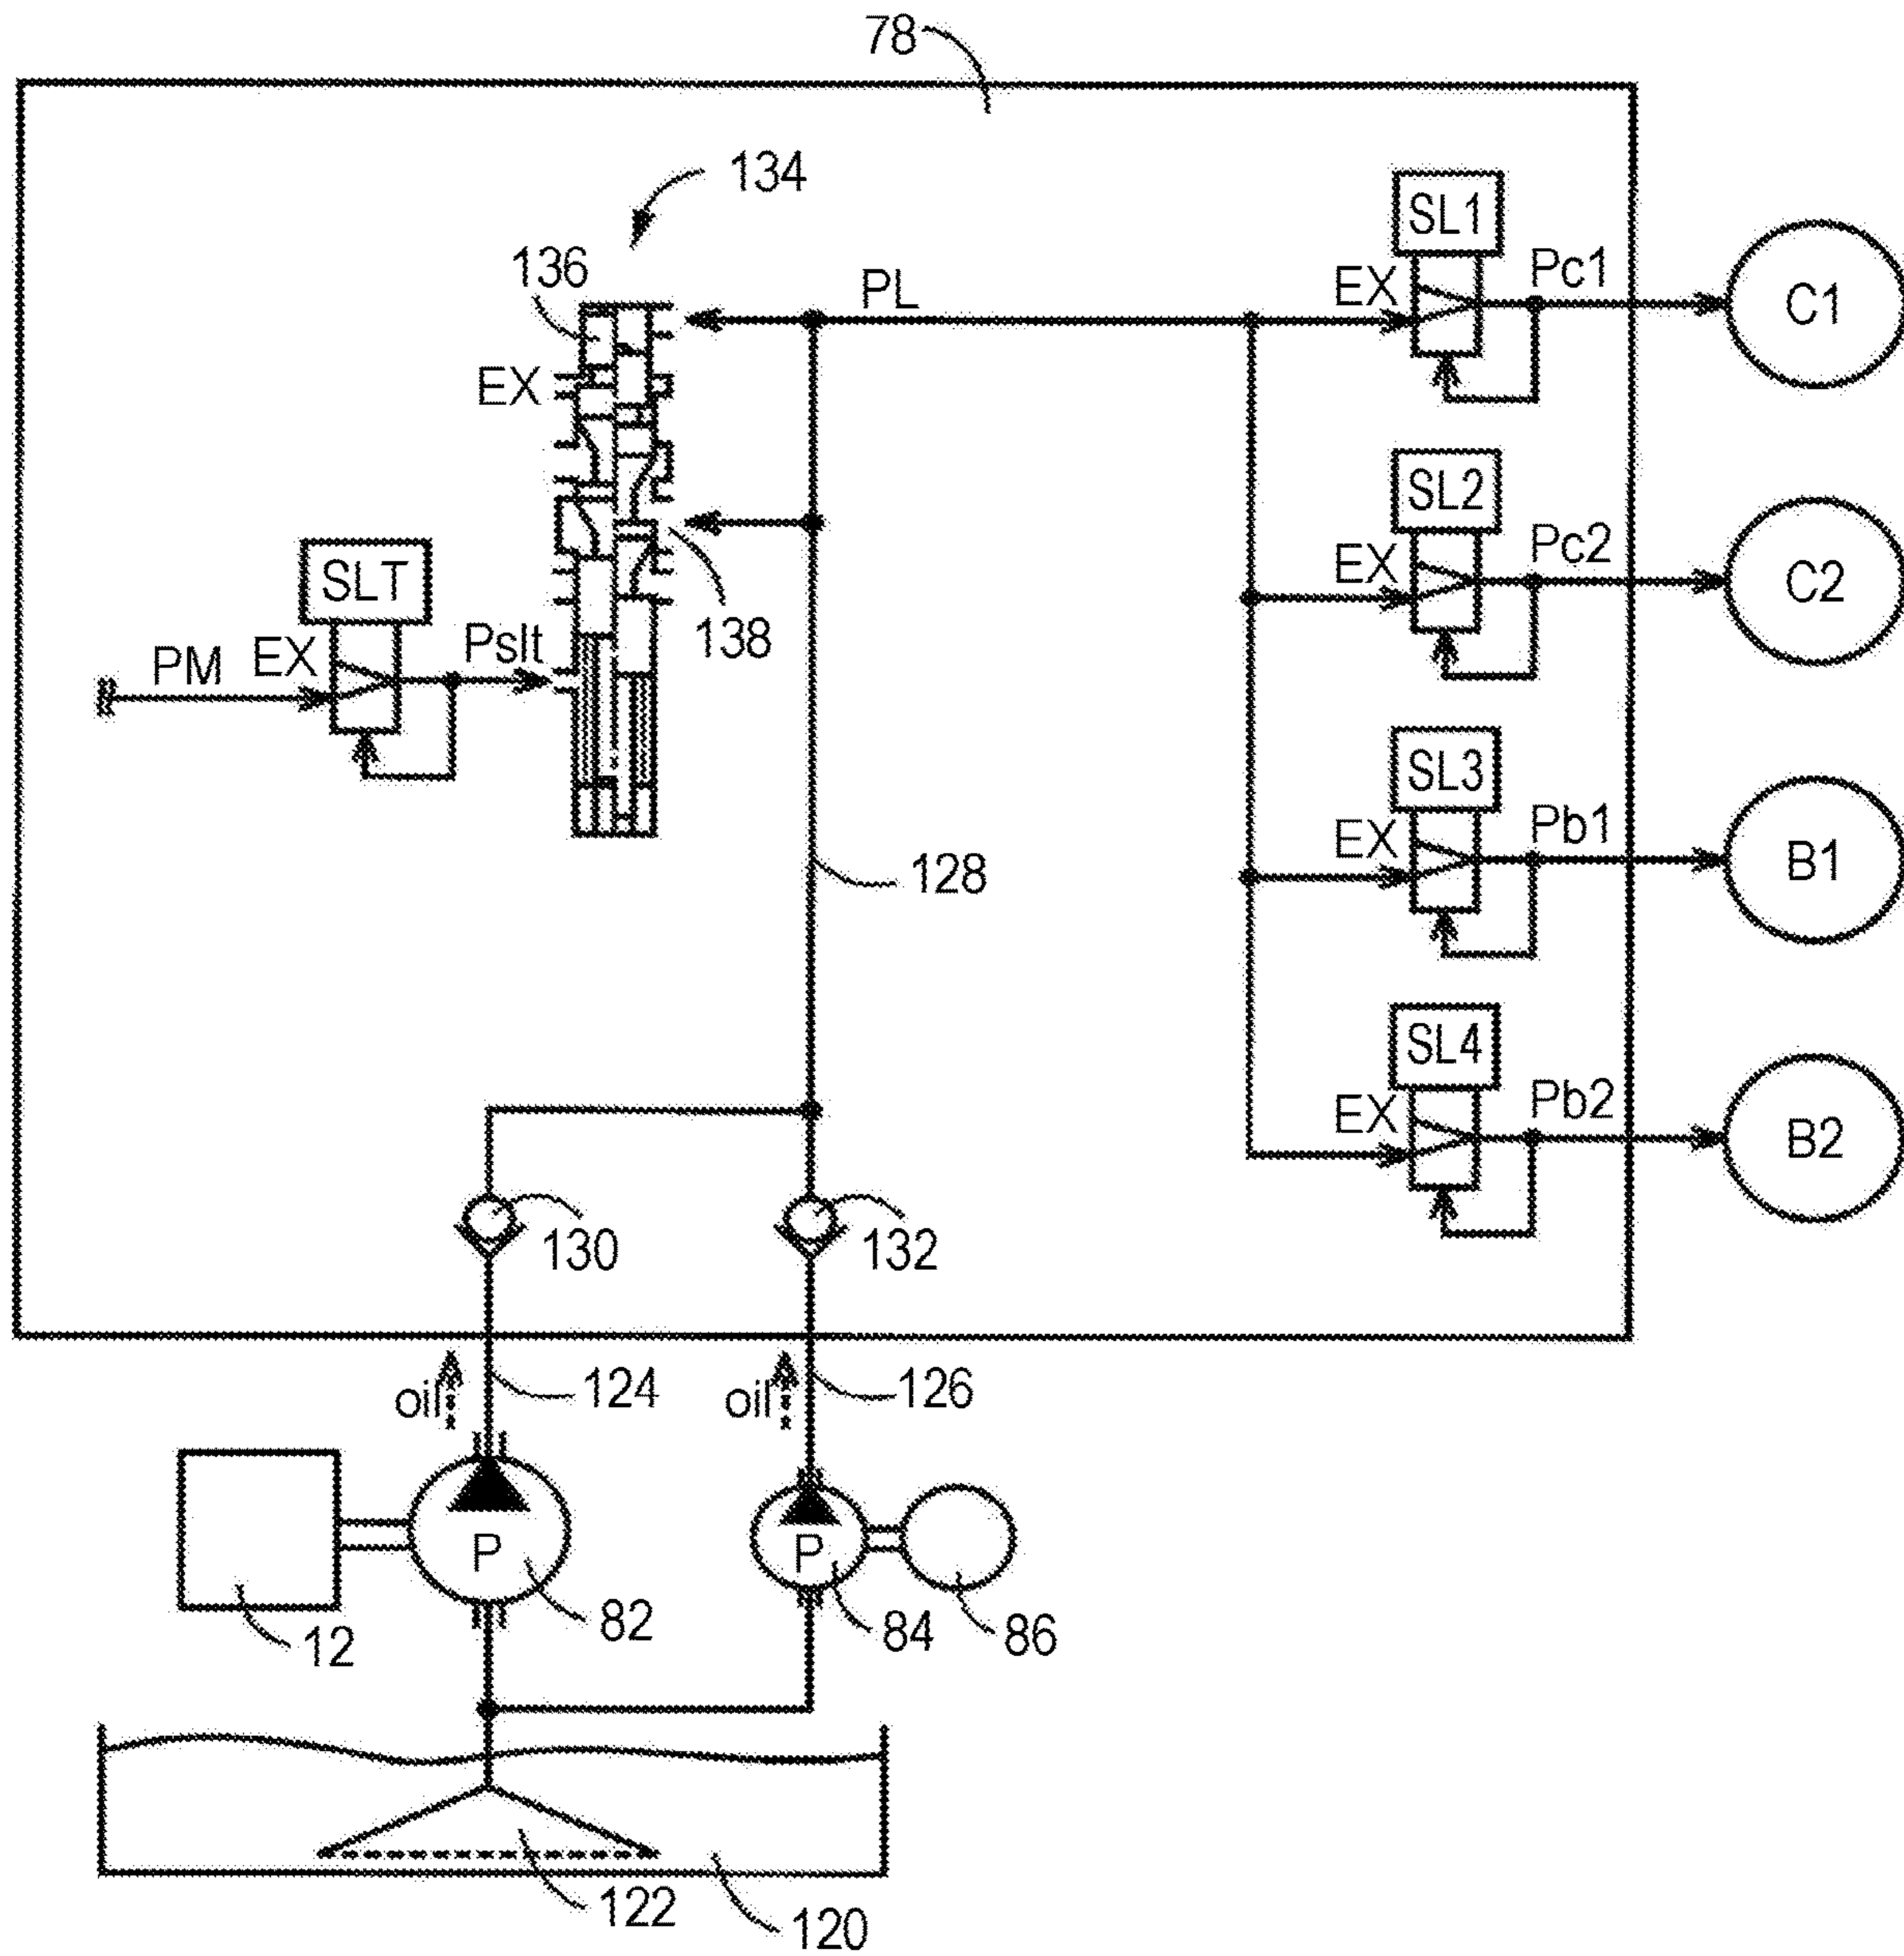 78
134
136
PL
SL1
EX
Pc1
C1
EX
SL2
EX
Pc2
C2
SLT
138
PM
EX
Pslt
SL3
EX
Pb1
B1
128
SL4
EX
Pb2
B2
130
132
oil
124
oil
126
P
82
P
84
86
12
122
120